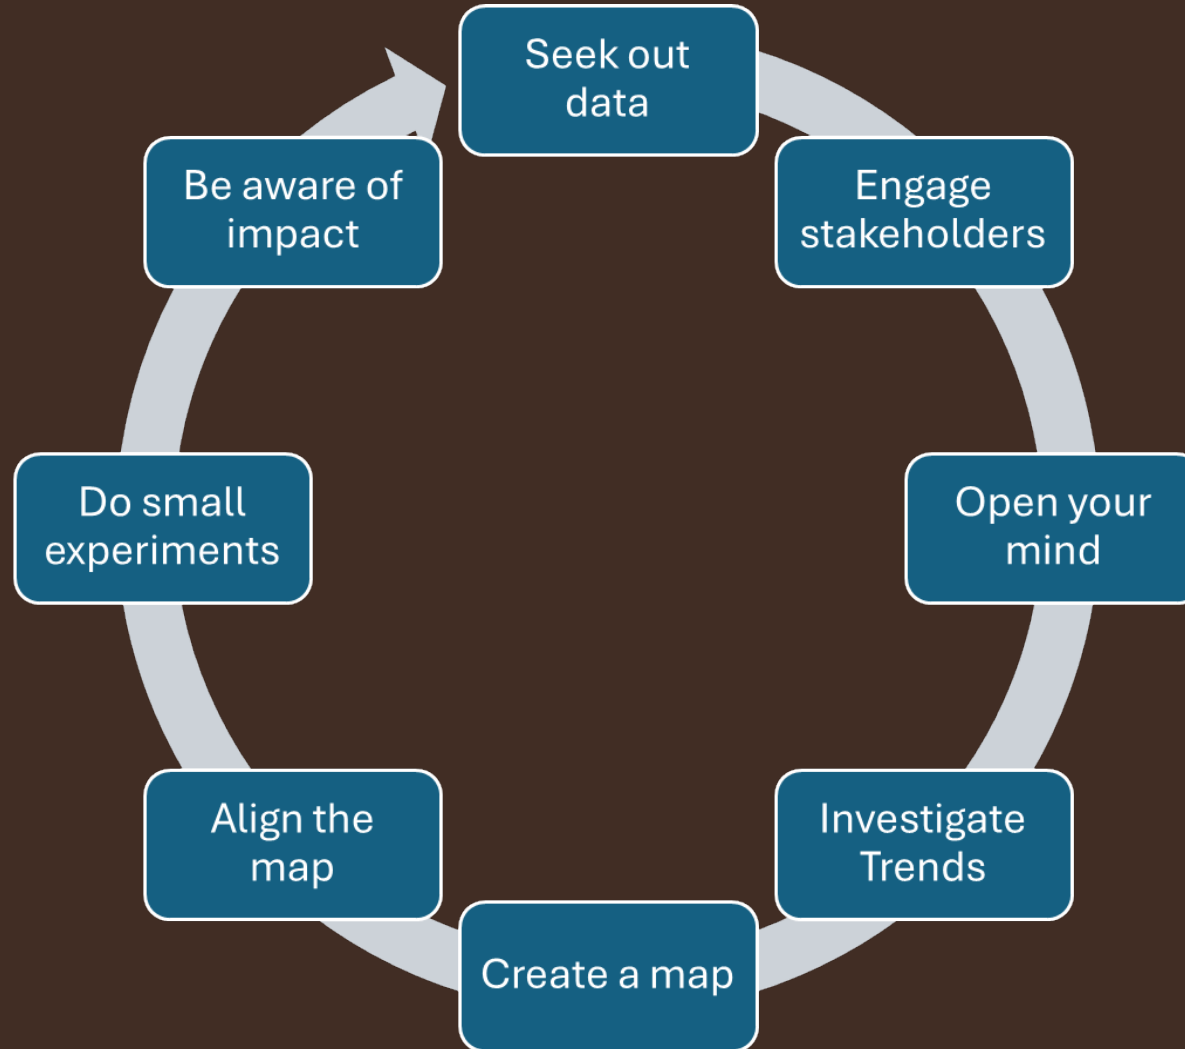 Seek out
data
Engage
stakeholders
Open your
mind
Investigate
Trends
Create a map
Align the
map
Do small
experiments
Be aware of
impact